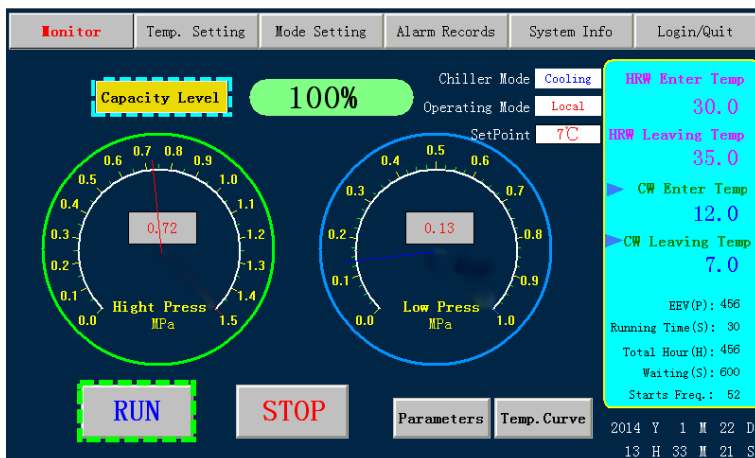 Monitor Temp. Setting Mode Setting Alarm Records System Info Login/Quit
Capacity Level
100%
Chiller Mode Cooling
Operating Mode Local
SetPoint 7℃
HRW Enter Temp
30.0
HRW Leaving Temp
35.0
CW Enter Temp
12.0
CW Leaving Temp
7.0
0.0 0.1 0.2 0.3 0.4 0.5 0.6 0.7 0.8 0.9 1.0 1.1 1.2 1.3 1.4 1.5
0.72
Hight Press
MPa
0.0 0.1 0.2 0.3 0.4 0.5 0.6 0.7 0.8 0.9 1.0
0.13
Low Press
MPa
EEV(P): 456
Running Time(S): 30
Total Hour(H): 456
Waiting(S): 600
Starts Freq.: 52
RUN STOP Parameters Temp.Curve
2014 Y 1 M 22 D
13 H 33 M 21 S